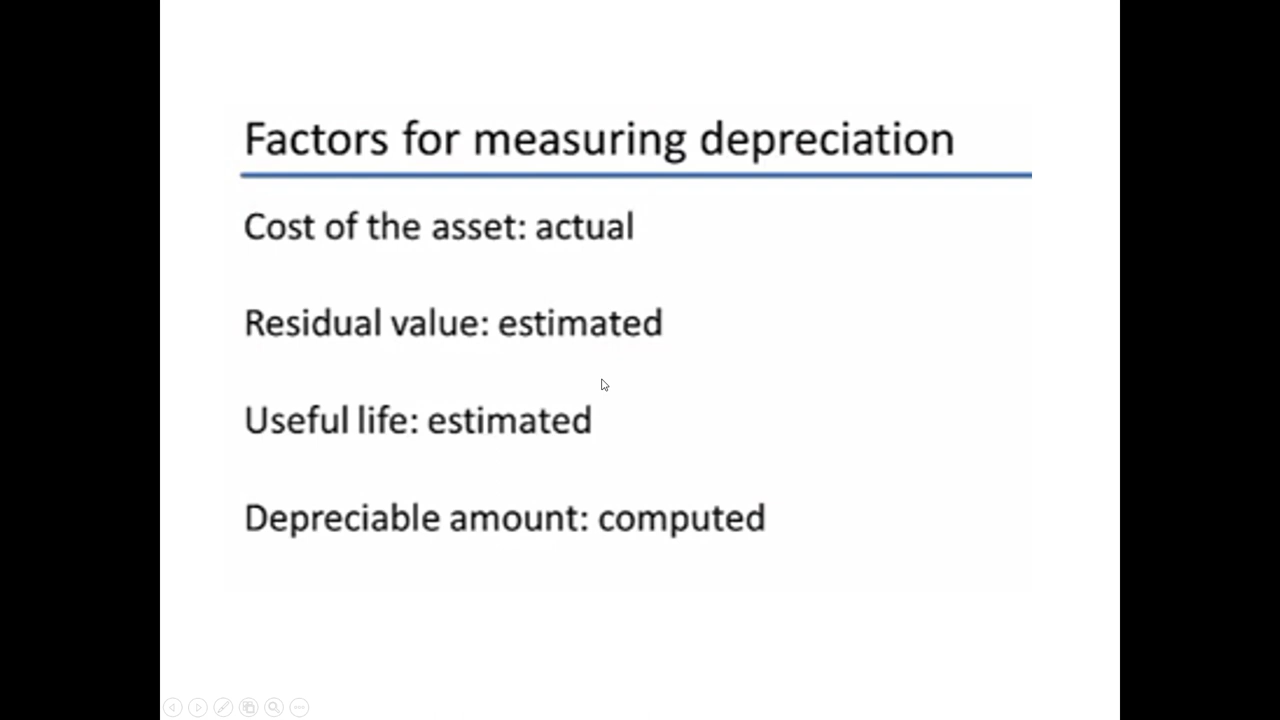 Factors for measuring depreciation
Cost of the asset: actual
Residual value: estimated
Useful life: estimated
Depreciable amount: computed